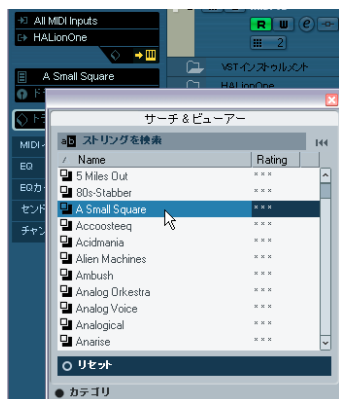 All MIDI Inputs
HALionOne
R W e
2
A Small Square
VSTインストゥルメント
HALionOne
サーチ & ビューアー
ab ストリングを検索
Name Rating
5 Miles Out
80s-Stabber
A Small Square
Accoosteeq
Acidmania
Alien Machines
Ambush
Analog Orkestra
Analog Voice
Analogical
Anarise
リセット
カテゴリ
MIDI
EQ
EQカ
センド
チャン